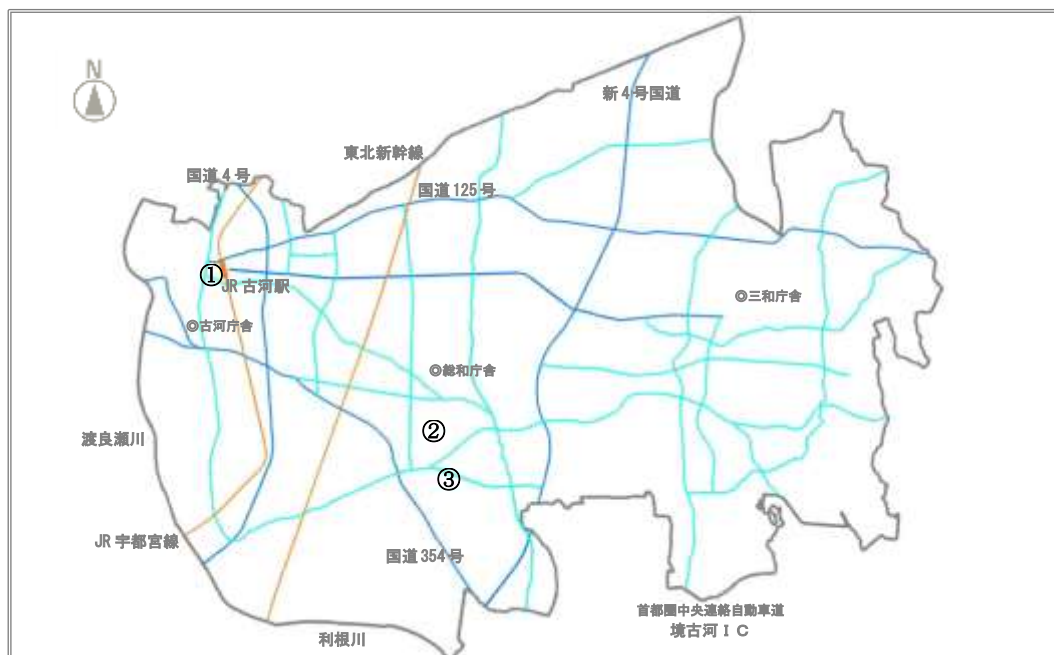 N
新4号国道
東北新幹線
国道4号
国道125号
①
JR古河駅
◎三和庁舎
◎古河庁舎
◎総和庁舎
②
渡良瀬川
③
JR宇都宮線
国道354号
首都圏中央連絡自動車道
境古河IC
利根川